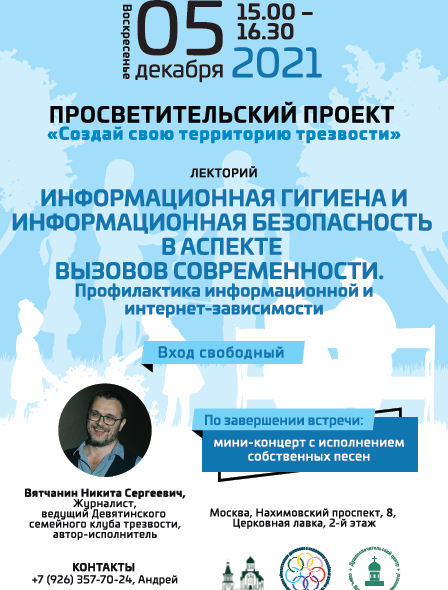 Воскресенье
05
декабря
15.00 –
16.30
2021
ПРОСВЕТИТЕЛЬСКИЙ ПРОЕКТ
«Создай свою территорию трезвости»
ЛЕКТОРИЙ
ИНФОРМАЦИОННАЯ ГИГИЕНА И
ИНФОРМАЦИОННАЯ БЕЗОПАСНОСТЬ
В АСПЕКТЕ
ВЫЗОВОВ СОВРЕМЕННОСТИ.
Профилактика информационной и
интернет-зависимости
Вход свободный
По завершении встречи:
мини-концерт с исполнением
собственных песен
Вятчанин Никита Сергеевич,
Журналист,
ведущий Девятинского
семейного клуба трезвости,
автор-исполнитель
Москва, Нахимовский проспект, 8,
Церковная лавка, 2-й этаж
КОНТАКТЫ
+7 (926) 357-70-24, Андрей